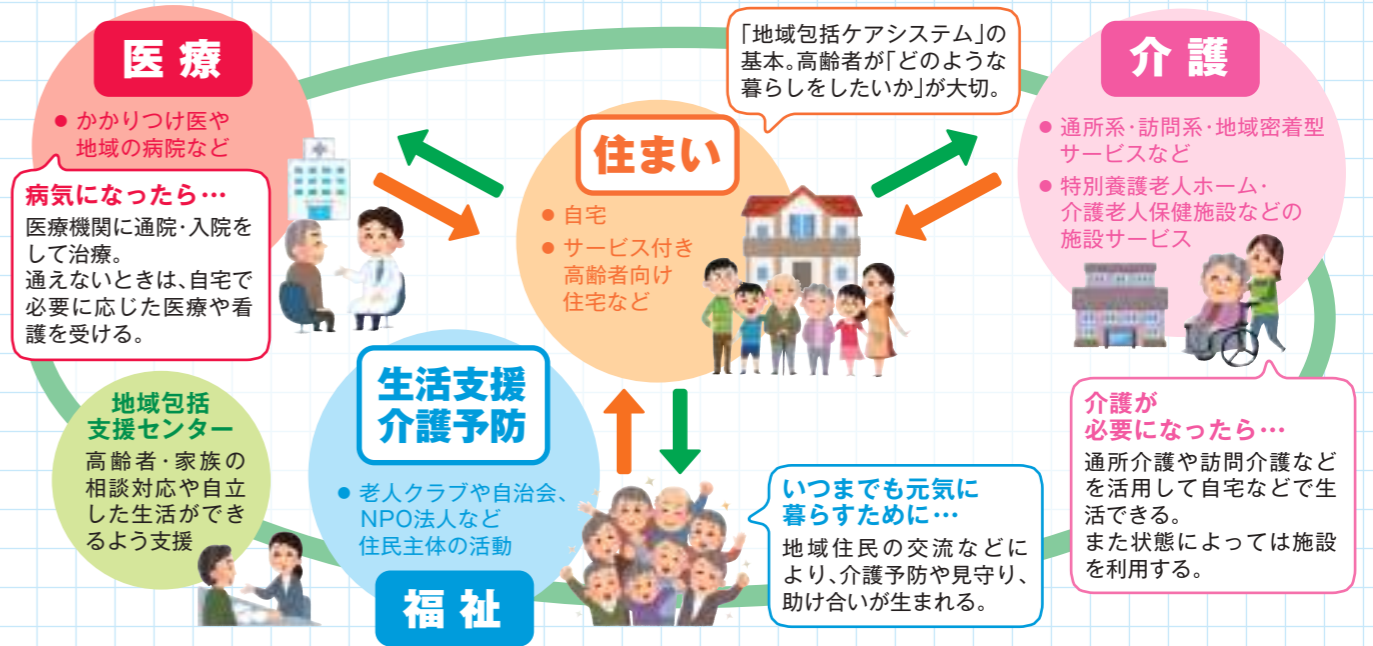 医療
● かかりつけ医や
地域の病院など
病気になったら…
医療機関に通院・入院を
して治療。
通えないときは、自宅で
必要に応じた医療や看
護を受ける。
「地域包括ケアシステム」の
基本。高齢者が「どのような
暮らしをしたいか」が大切。
住まい
● 自宅
● サービス付き
高齢者向け
住宅など
介護
● 通所系・訪問系・地域密着型
サービスなど
● 特別養護老人ホーム・
介護老人保健施設などの
施設サービス
介護が
必要になったら…
通所介護や訪問介護など
を活用して自宅などで生
活できる。
また状態によっては施設
を利用する。
地域包括
支援センター
高齢者・家族の
相談対応や自立
した生活ができ
るよう支援
生活支援
介護予防
● 老人クラブや自治会、
NPO法人など
住民主体の活動
福祉
いつまでも元気に
暮らすために…
地域住民の交流などに
より、介護予防や見守り、
助け合いが生まれる。